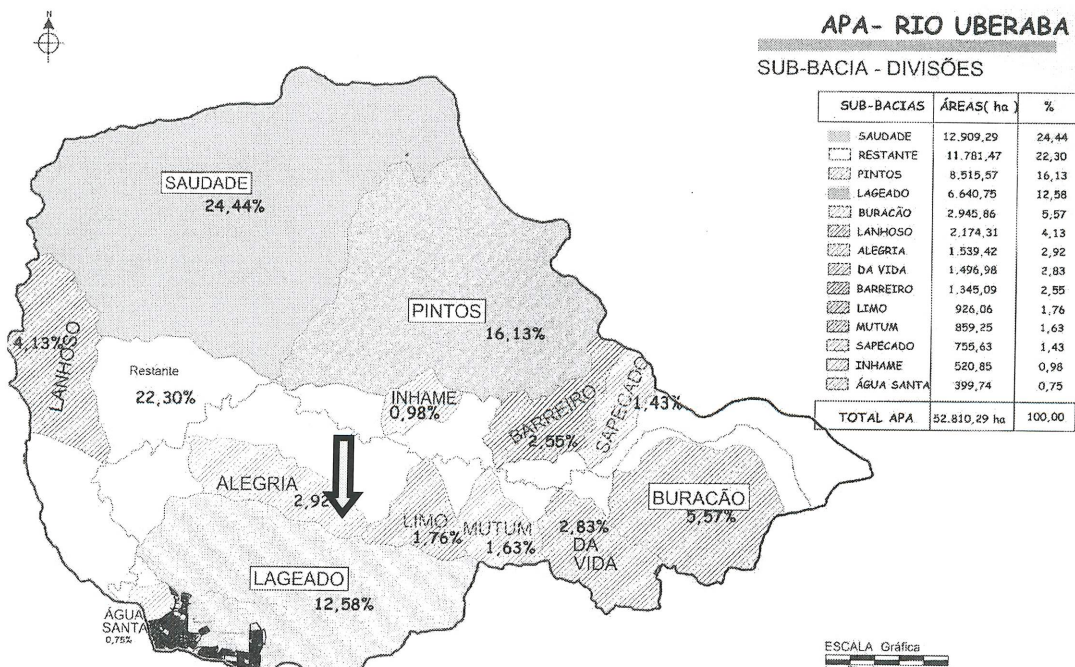 N
APA- RIO UBERABA
SUB-BACIA - DIVISÕES
SUB-BACIAS ÁREAS( ha ) %
SAUDADE 12.909,29 24,44
RESTANTE 11.781,47 22,30
PINTOS 8.515,57 16,13
LAGEADO 6.640,75 12,58
BURACÃO 2.945,86 5,57
LANHOSO 2.174,31 4,13
ALEGRIA 1.539,42 2,92
DA VIDA 1.496,98 2,83
BARREIRO 1.345,09 2,55
LIMO 926,06 1,76
MUTUM 859,25 1,63
SAPECADO 755,63 1,43
INHAME 520,85 0,98
ÁGUA SANTA 399,74 0,75
TOTAL APA 52.810,29 ha 100,00
SAUDADE
24,44%
PINTOS
16,13%
4,13%
LANHOSO
Restante
22,30%
INHAME
0,98%
BARREIRO
2,55%
SAPECADO
1,43%
ALEGRIA
2,92
LIMO
1,76%
MUTUM
1,63%
2,83%
DA
VIDA
BURACÃO
5,57%
LAGEADO
12,58%
ÁGUA
SANTA
0,75%
ESCALA Gráfica